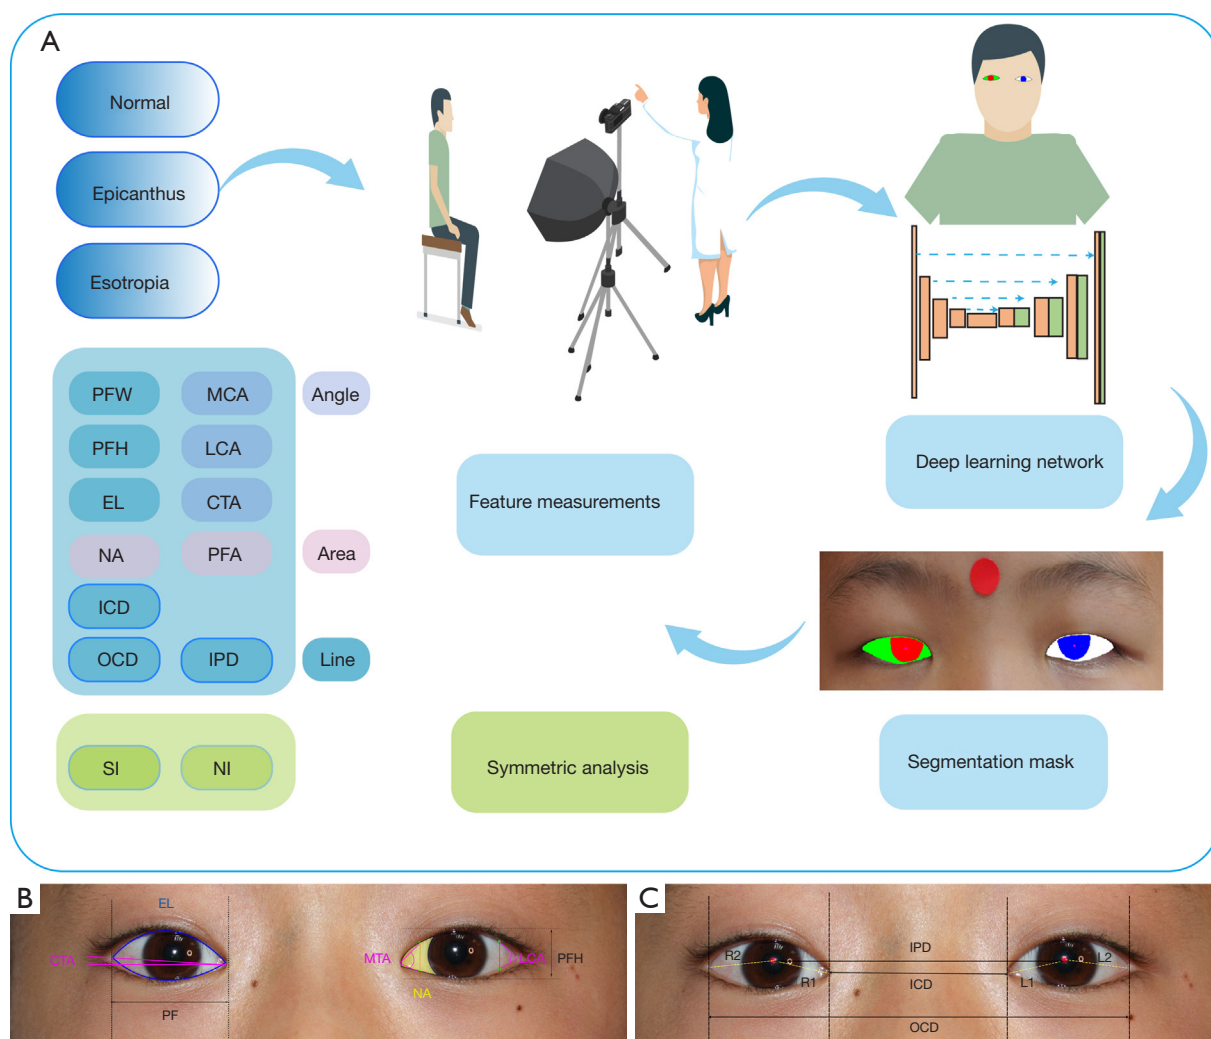 A
Normal
Epicanthus
Esotropia
PFW
MCA
Angle
PFH
LCA
EL
CTA
NA
PFA
Area
ICD
OCD
IPD
Line
SI
NI
Feature measurements
Symmetric analysis
Deep learning network
Segmentation mask
B
EL
CTA
PF
MTA
NA
LCA
PFH
C
R2
R1
IPD
ICD
OCD
L1
L2